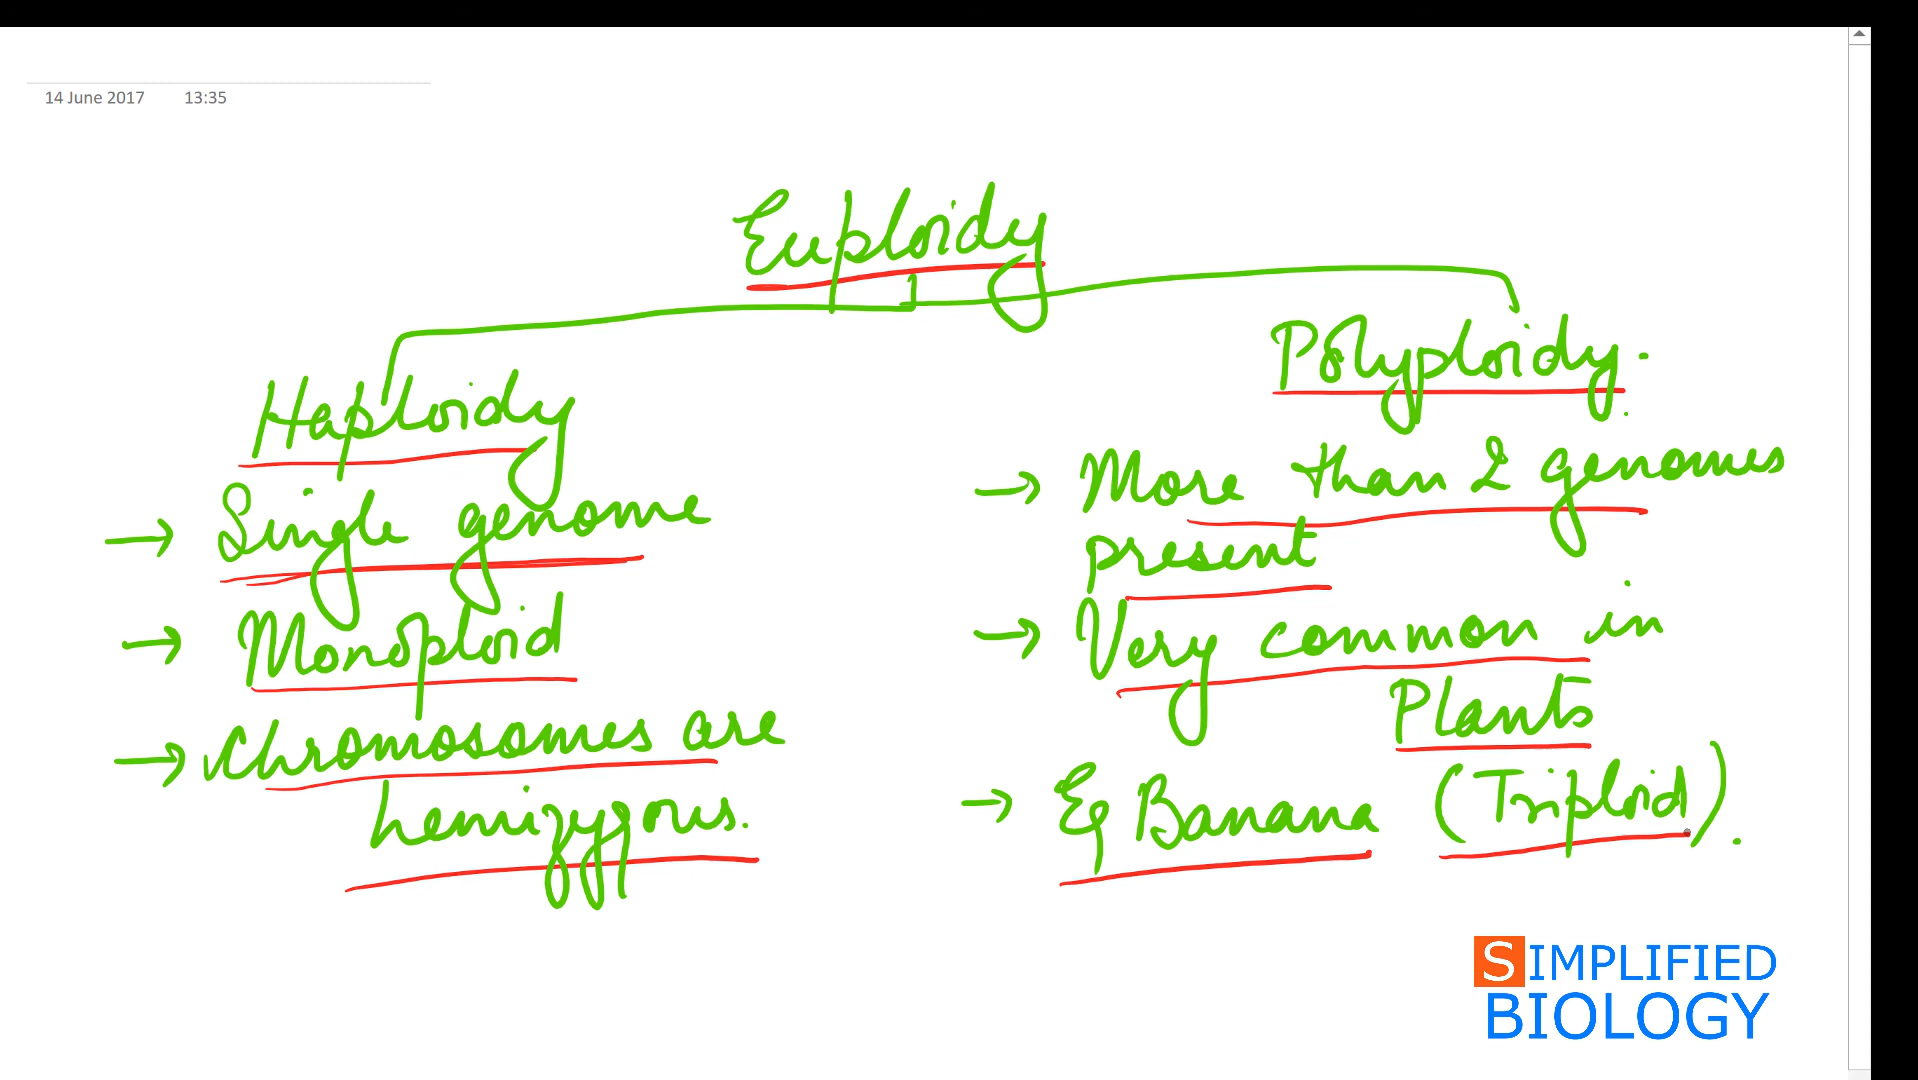 14 June 2017 13:35
Euploidy
Haploidy
→ Single genome
→ Monoploid
→ Chromosomes are
hemizygous.
Polyploidy.
→ More than 2 genomes
present
→ Very common in
Plants
→ Eg Banana (Triploid).
SIMPLIFIED
BIOLOGY